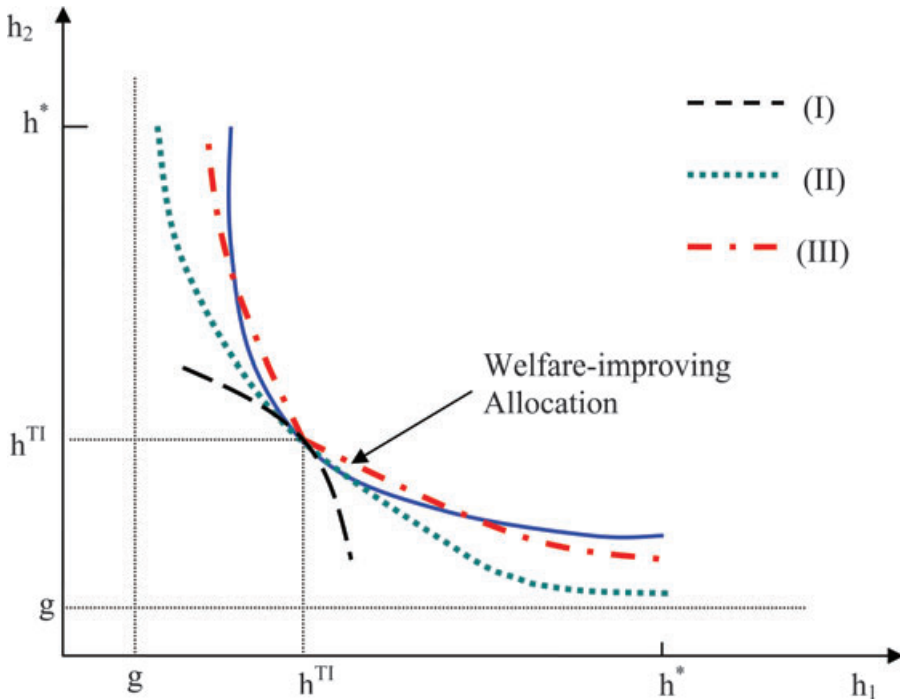 h₂
h*
(I)
(II)
(III)
Welfare-improving
Allocation
hᵀᴵ
g
g
hᵀᴵ
h*
h₁